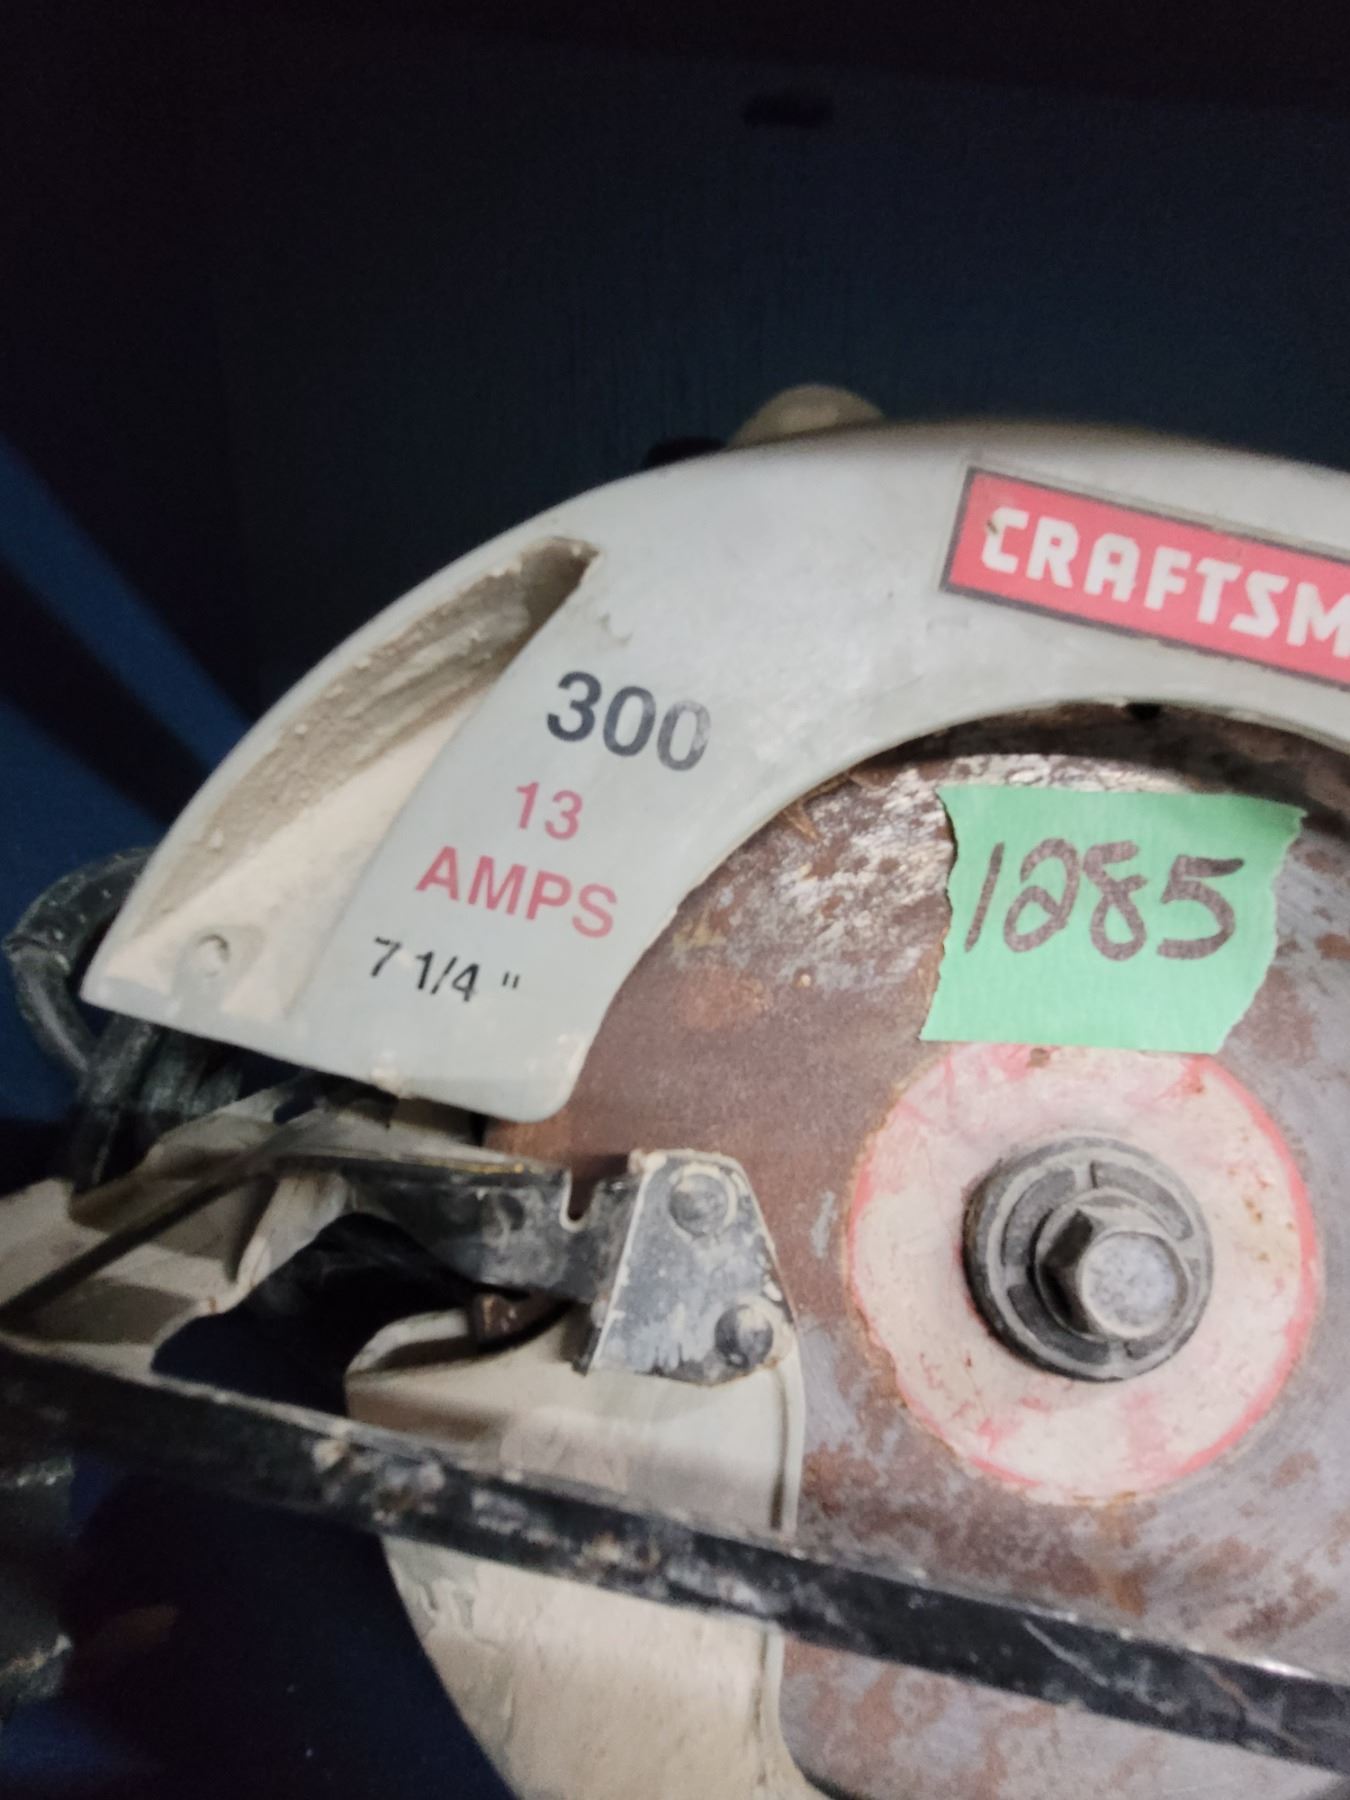 CRAFTSM
300
13
AMPS
7 1/4 "
1285